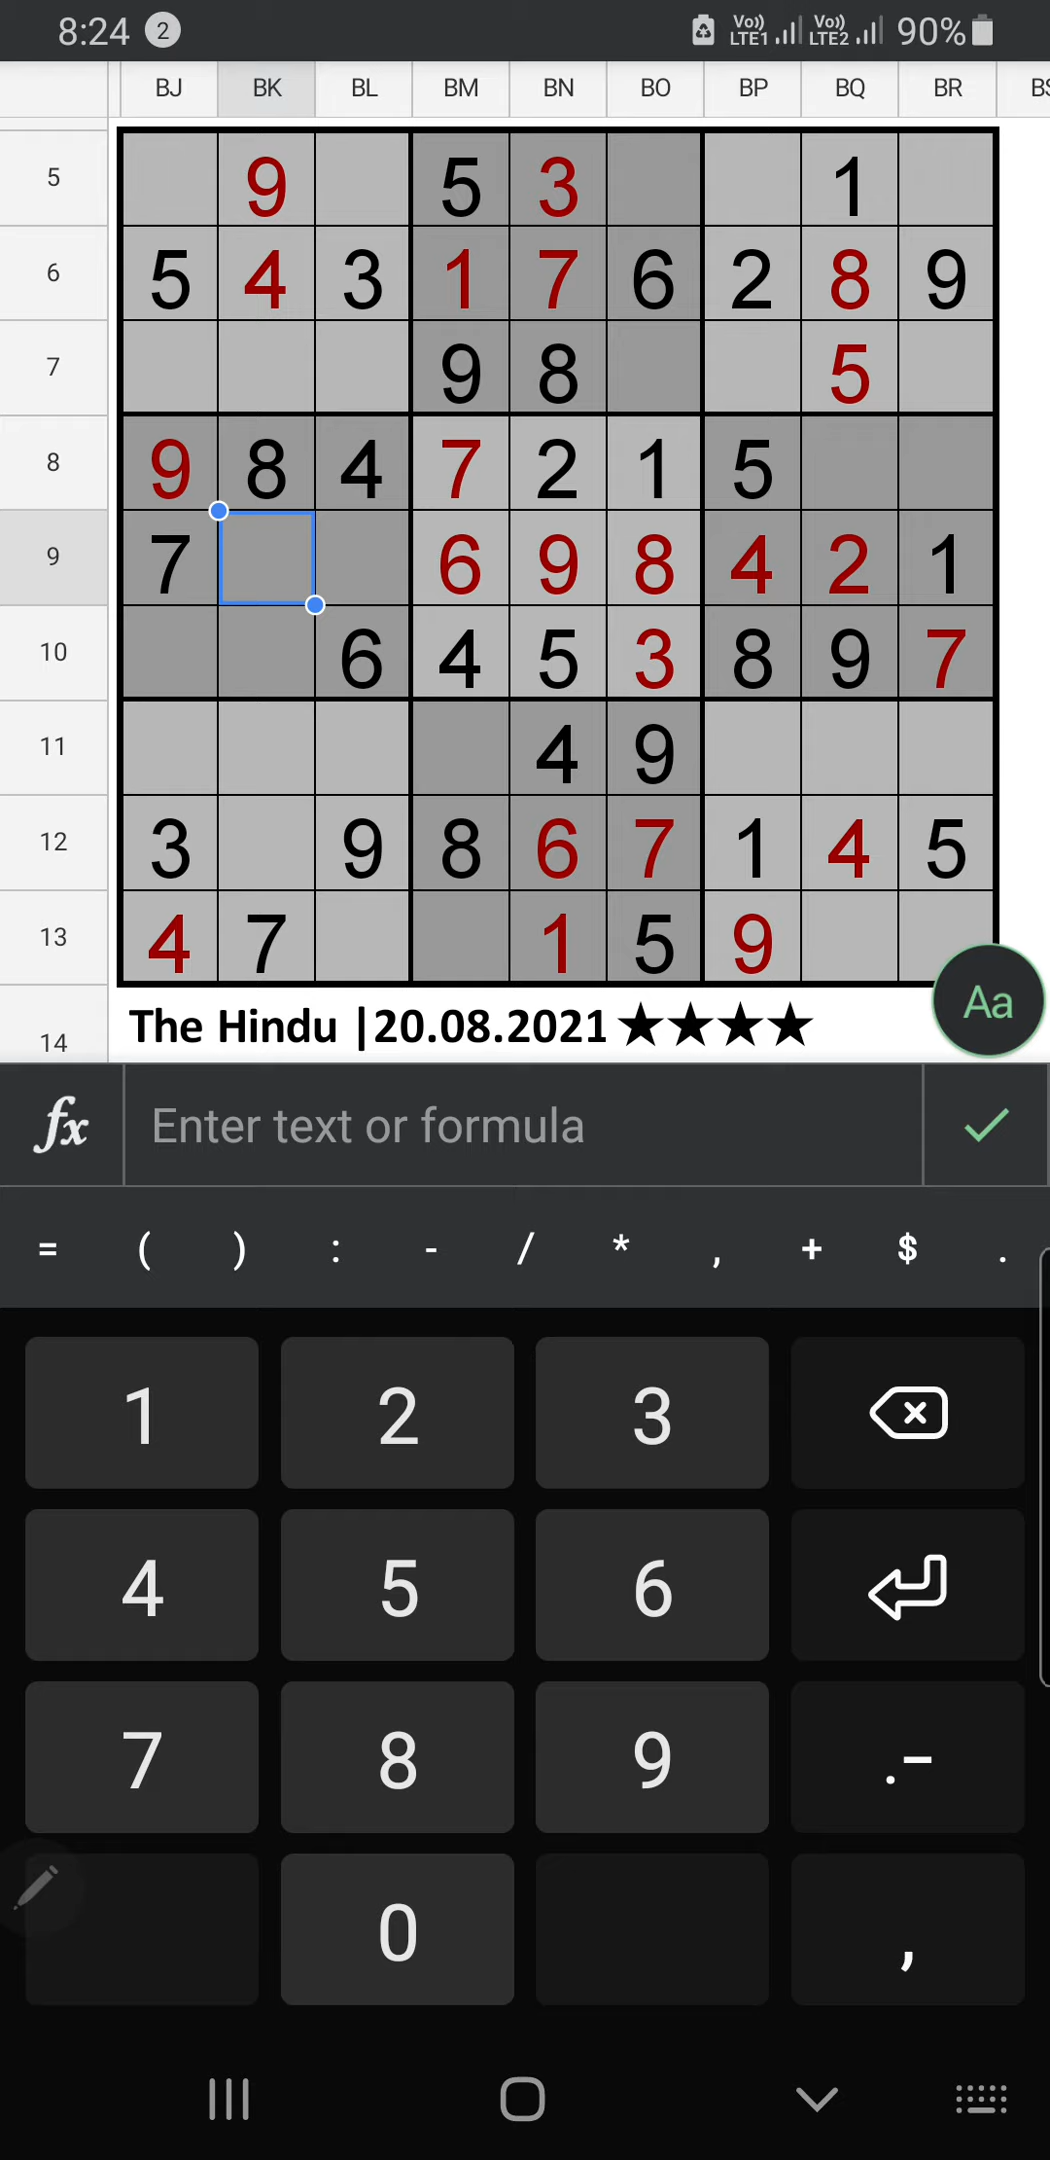 8:24 2 Vo)) LTE1 Vo)) LTE2 90%
BJ BK BL BM BN BO BP BQ BR BS
5 9 5 3 1
6 5 4 3 1 7 6 2 8 9
7 9 8 5
8 9 8 4 7 2 1 5
9 7 6 9 8 4 2 1
10 6 4 5 3 8 9 7
11 4 9
12 3 9 8 6 7 1 4 5
13 4 7 1 5 9
14 The Hindu |20.08.2021 ★★★★
Aa
fx Enter text or formula
= ( ) : - / * , + $ .
1 2 3
4 5 6
7 8 9 .-
0 ,